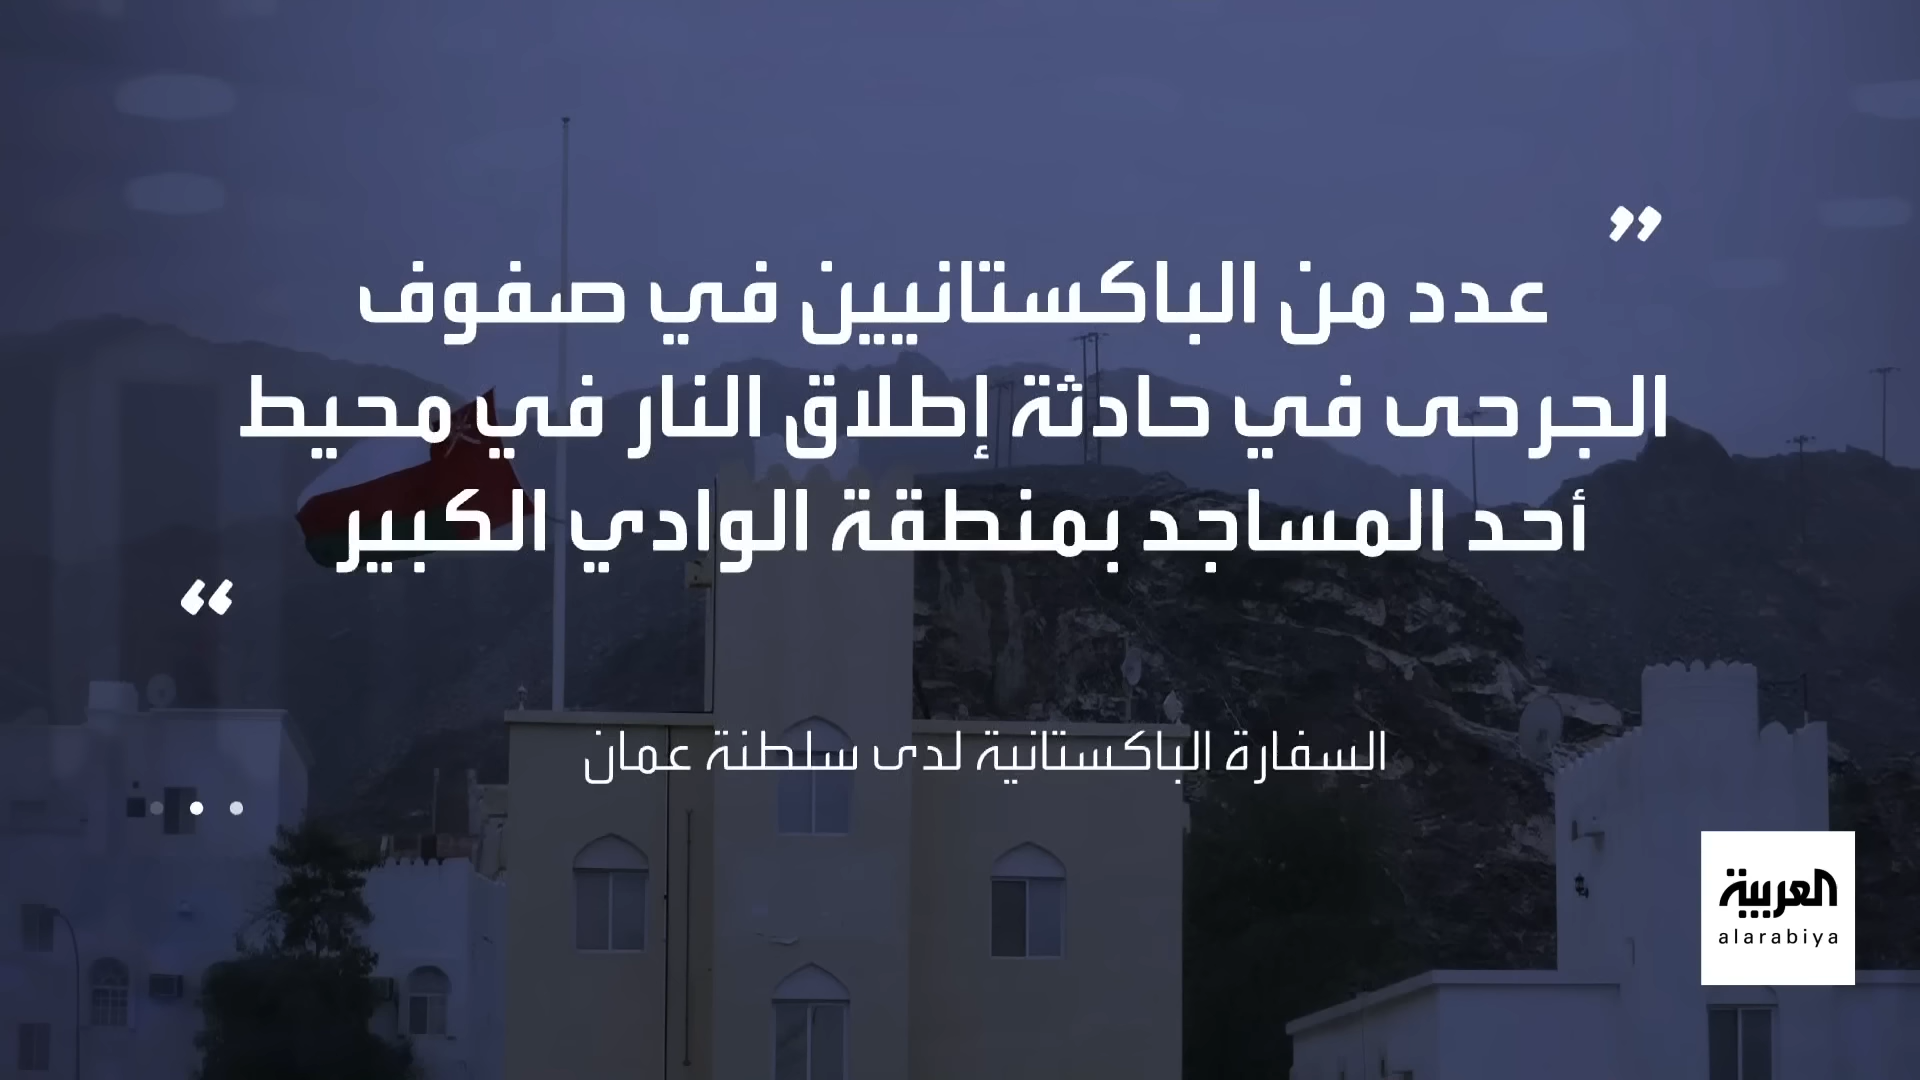 ”
عدد من الباكستانيين في صفوف
الجرحى في حادثة إطلاق النار في محيط
أحد المساجد بمنطقة الوادي الكبير
“
السفارة الباكستانية لدى سلطنة عمان
العربية
alarabiya